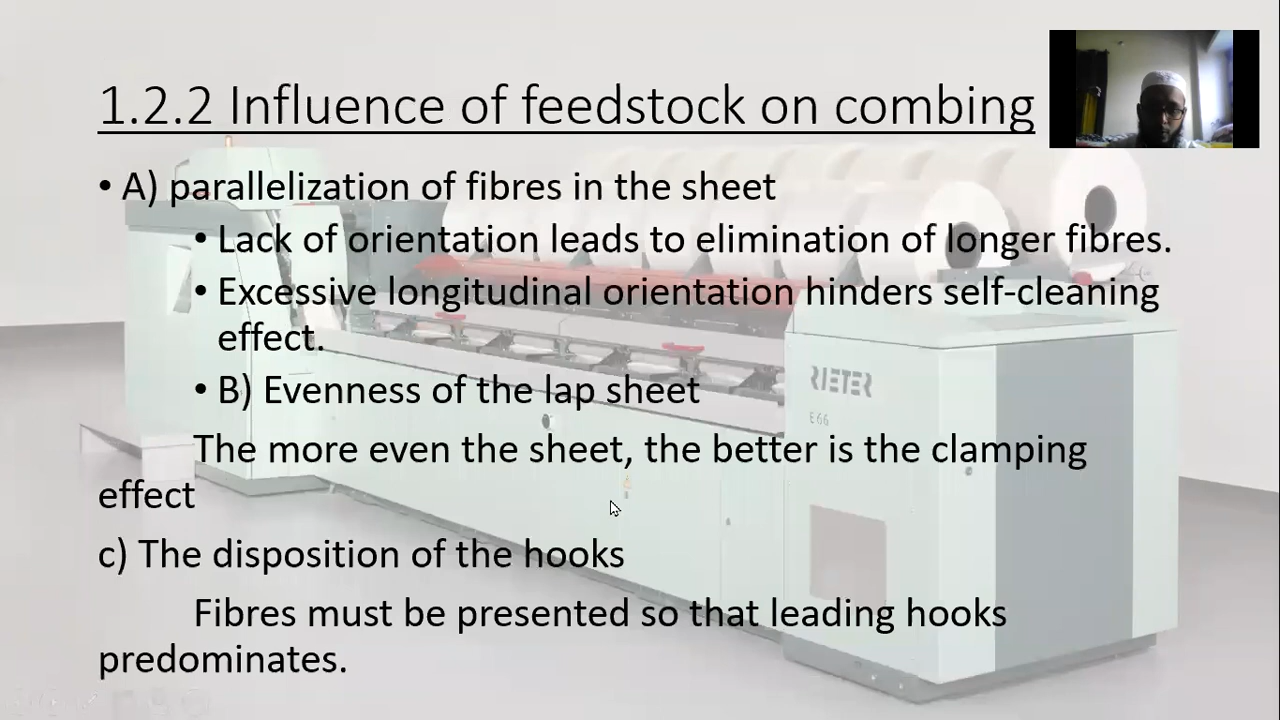 1.2.2 Influence of feedstock on combing
• A) parallelization of fibres in the sheet
• Lack of orientation leads to elimination of longer fibres.
• Excessive longitudinal orientation hinders self-cleaning
effect.
• B) Evenness of the lap sheet
The more even the sheet, the better is the clamping
effect
c) The disposition of the hooks
Fibres must be presented so that leading hooks
predominates.
RIETER
E 66